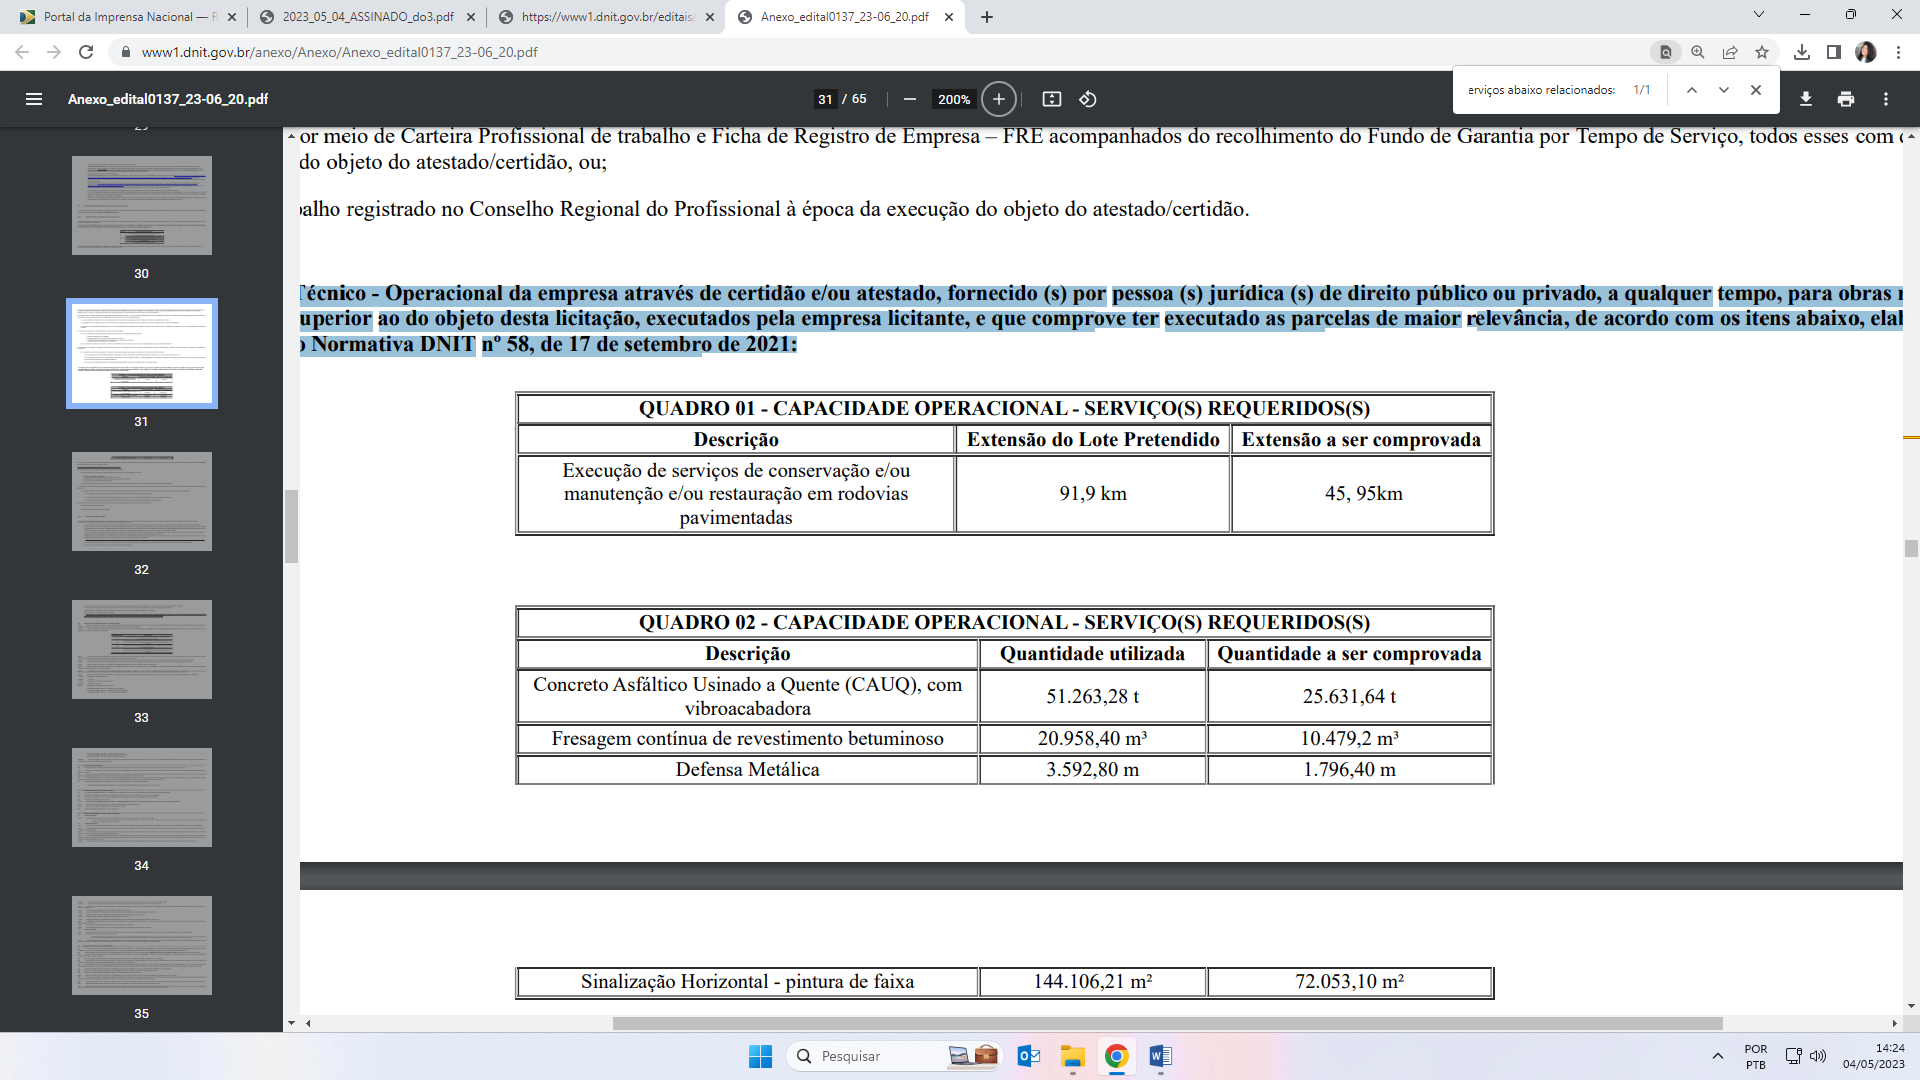 Portal da Imprensa Nacional —
2023_05_04_ASSINADO_do3.pdf
https://www1.dnit.gov.br/editais/
Anexo_edital0137_23-06_20.pdf
www1.dnit.gov.br/anexo/Anexo/Anexo_edital0137_23-06_20.pdf
Anexo_edital0137_23-06_20.pdf
31 / 65
200%
erviços abaixo relacionados:
1/1
29
30
31
32
33
34
35
or meio de Carteira Profissional de trabalho e Ficha de Registro de Empresa – FRE acompanhados do recolhimento do Fundo de Garantia por Tempo de Serviço, todos esses com
do objeto do atestado/certidão, ou;
balho registrado no Conselho Regional do Profissional à época da execução do objeto do atestado/certidão.
Técnico - Operacional da empresa através de certidão e/ou atestado, fornecido (s) por pessoa (s) jurídica (s) de direito público ou privado, a qualquer tempo, para obras
uperior ao do objeto desta licitação, executados pela empresa licitante, e que comprove ter executado as parcelas de maior relevância, de acordo com os itens abaixo, elab
o Normativa DNIT nº 58, de 17 de setembro de 2021:
QUADRO 01 - CAPACIDADE OPERACIONAL - SERVIÇO(S) REQUERIDOS(S)
Descrição Extensão do Lote Pretendido Extensão a ser comprovada
Execução de serviços de conservação e/ou
manutenção e/ou restauração em rodovias
pavimentadas
91,9 km
45, 95km
QUADRO 02 - CAPACIDADE OPERACIONAL - SERVIÇO(S) REQUERIDOS(S)
Descrição Quantidade utilizada Quantidade a ser comprovada
Concreto Asfáltico Usinado a Quente (CAUQ), com
vibroacabadora
51.263,28 t
25.631,64 t
Fresagem contínua de revestimento betuminoso 20.958,40 m³ 10.479,2 m³
Defensa Metálica 3.592,80 m 1.796,40 m
Sinalização Horizontal - pintura de faixa 144.106,21 m² 72.053,10 m²
Pesquisar
POR
PTB
14:24
04/05/2023